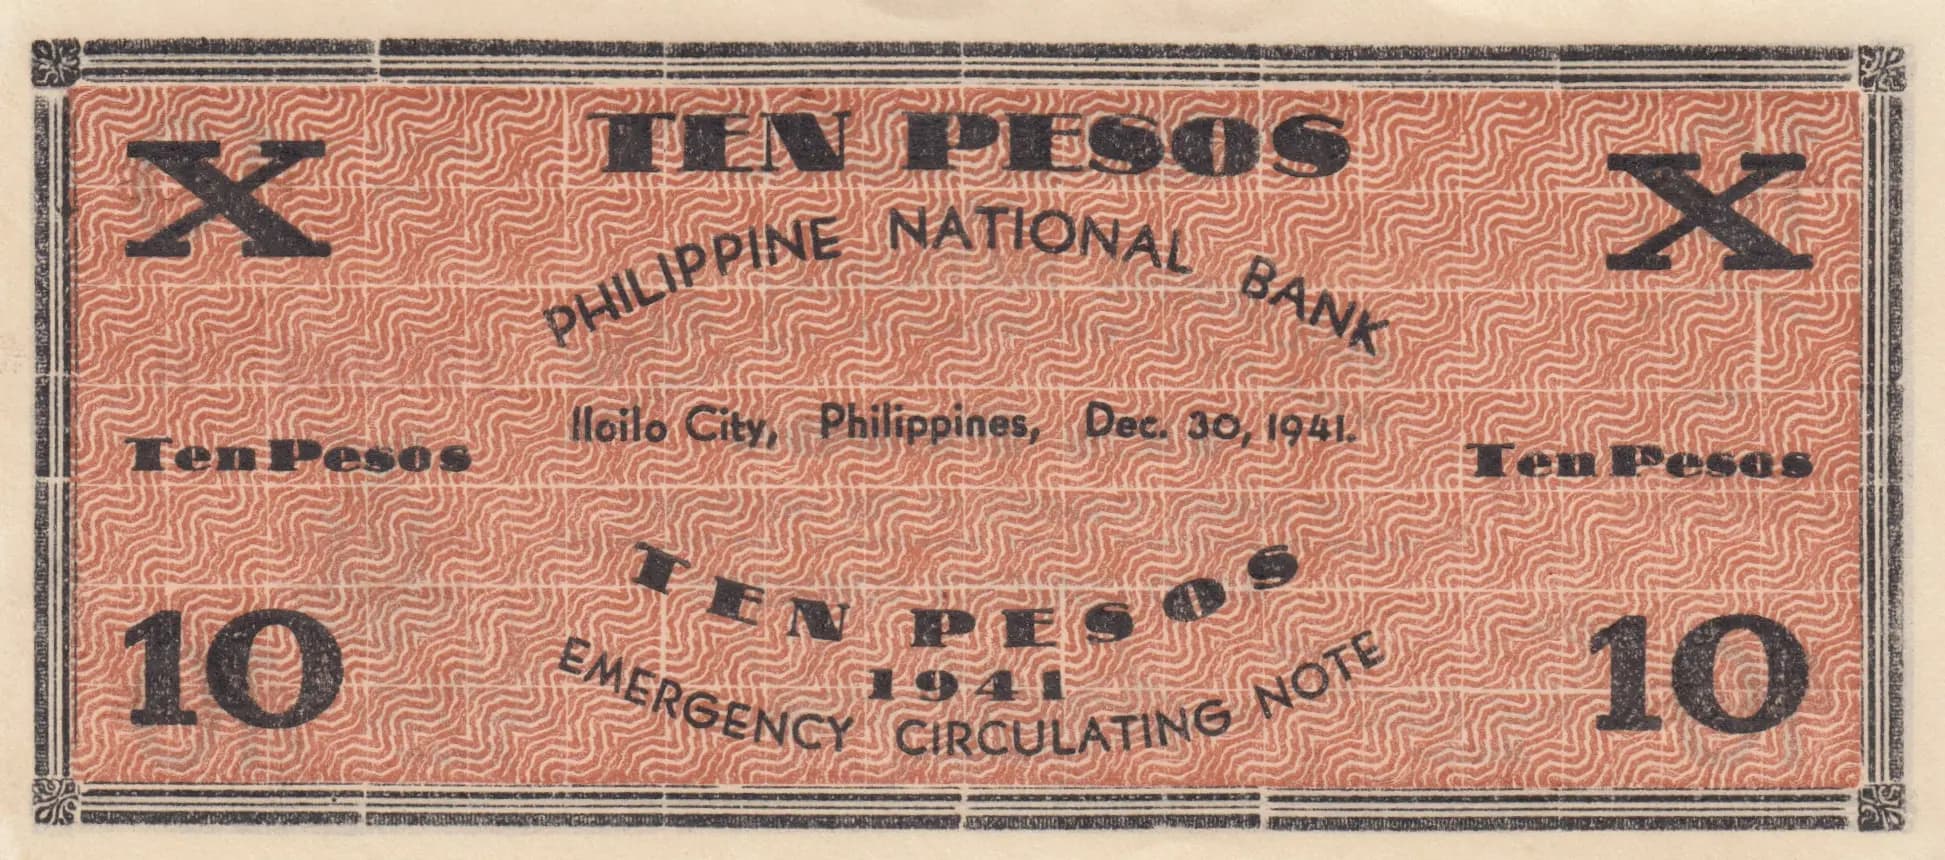 TEN PESOS
X X
PHILIPPINE NATIONAL BANK
Iloilo City, Philippines, Dec. 30, 1941.
Ten Pesos Ten Pesos
TEN PESOS
10 1941 10
EMERGENCY CIRCULATING NOTE